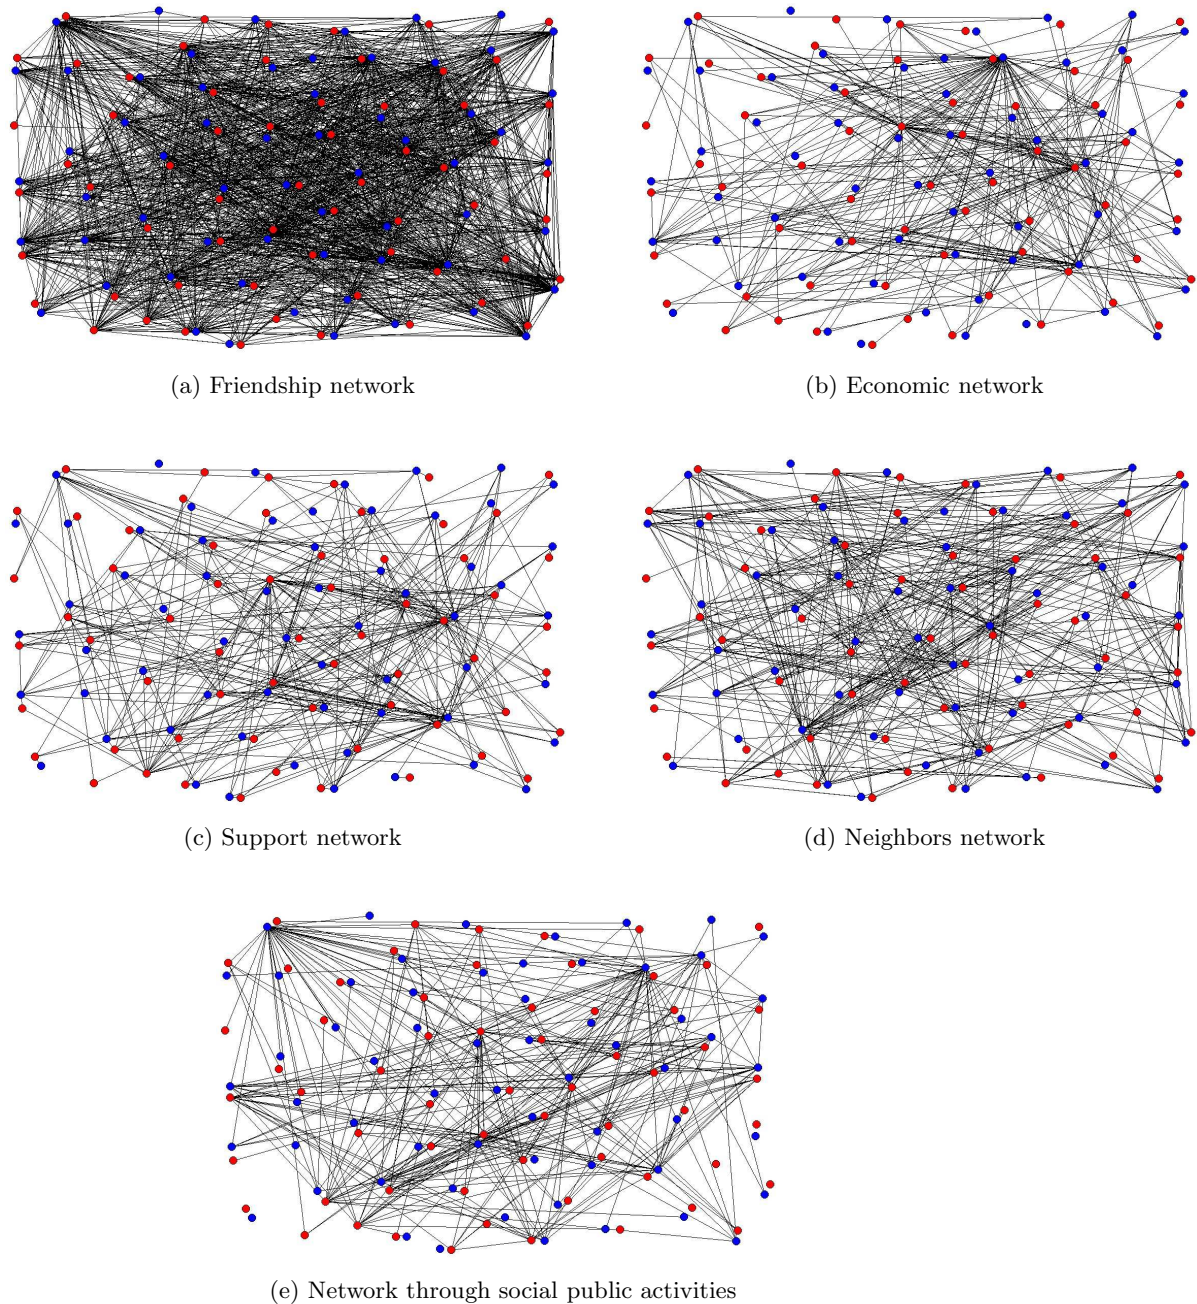 (a) Friendship network
(b) Economic network
(c) Support network
(d) Neighbors network
(e) Network through social public activities